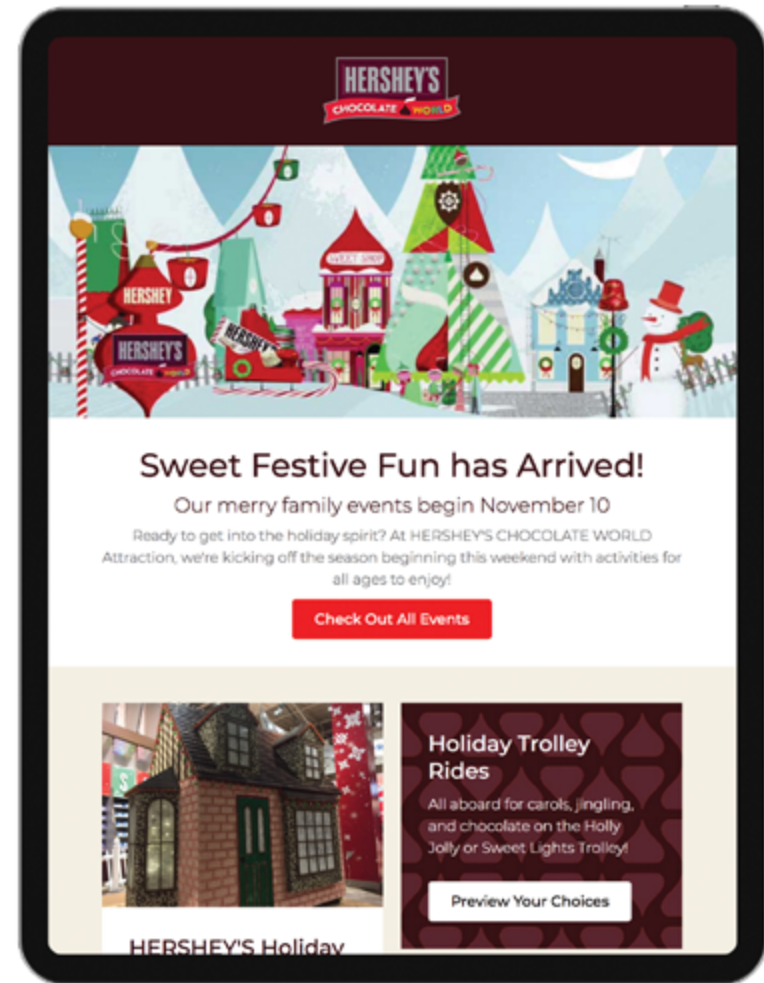 HERSHEY'S
CHOCOLATE WORLD
SWEET SHOP
HERSHEY
HERSHEY'S
HERSHEY'S
CHOCOLATE WORLD
Sweet Festive Fun has Arrived!
Our merry family events begin November 10
Ready to get into the holiday spirit? At HERSHEY'S CHOCOLATE WORLD
Attraction, we're kicking off the season beginning this weekend with activities for
all ages to enjoy!
Check Out All Events
Holiday Trolley
Rides
All aboard for carols, jingling,
and chocolate on the Holly
Jolly or Sweet Lights Trolley!
Preview Your Choices
HERSHEY'S Holiday